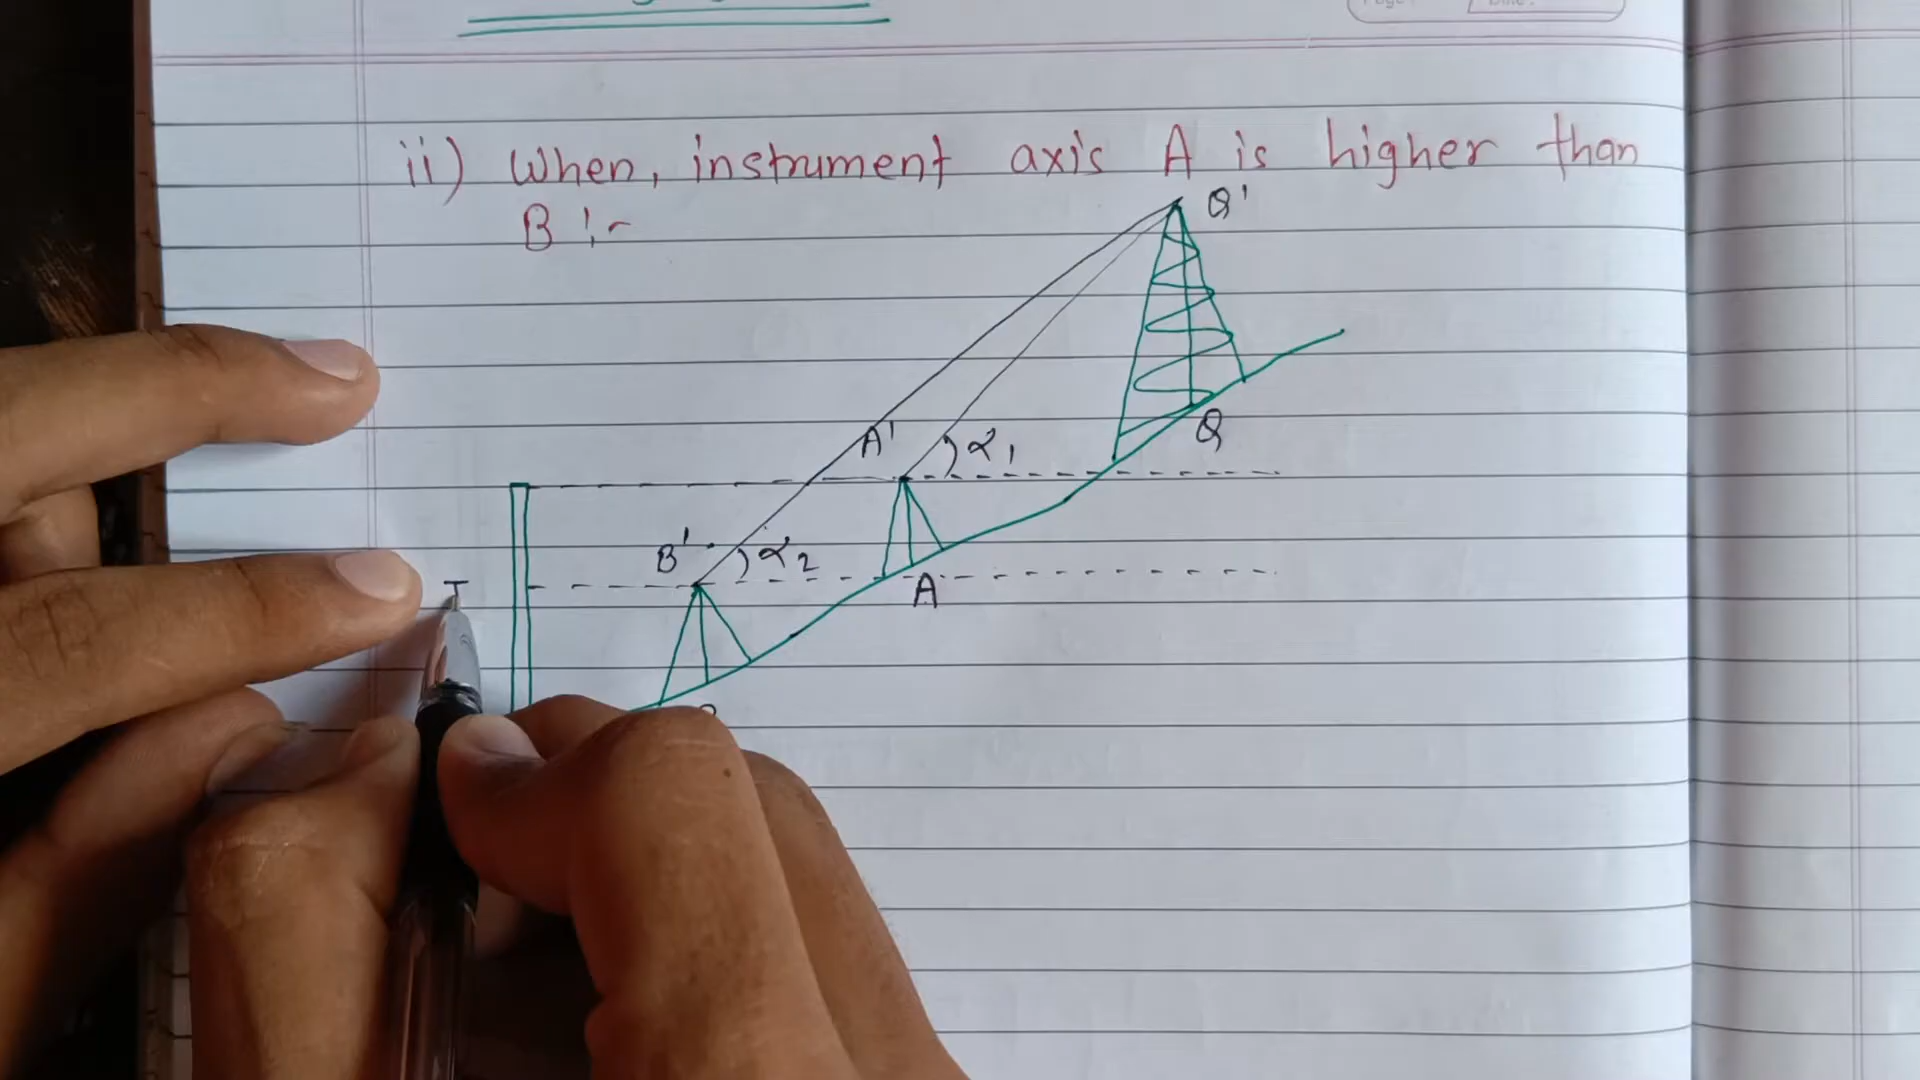 ii) When, instrument axis A is higher than
B :-
Q'
Q
A' α1
B' α2
A